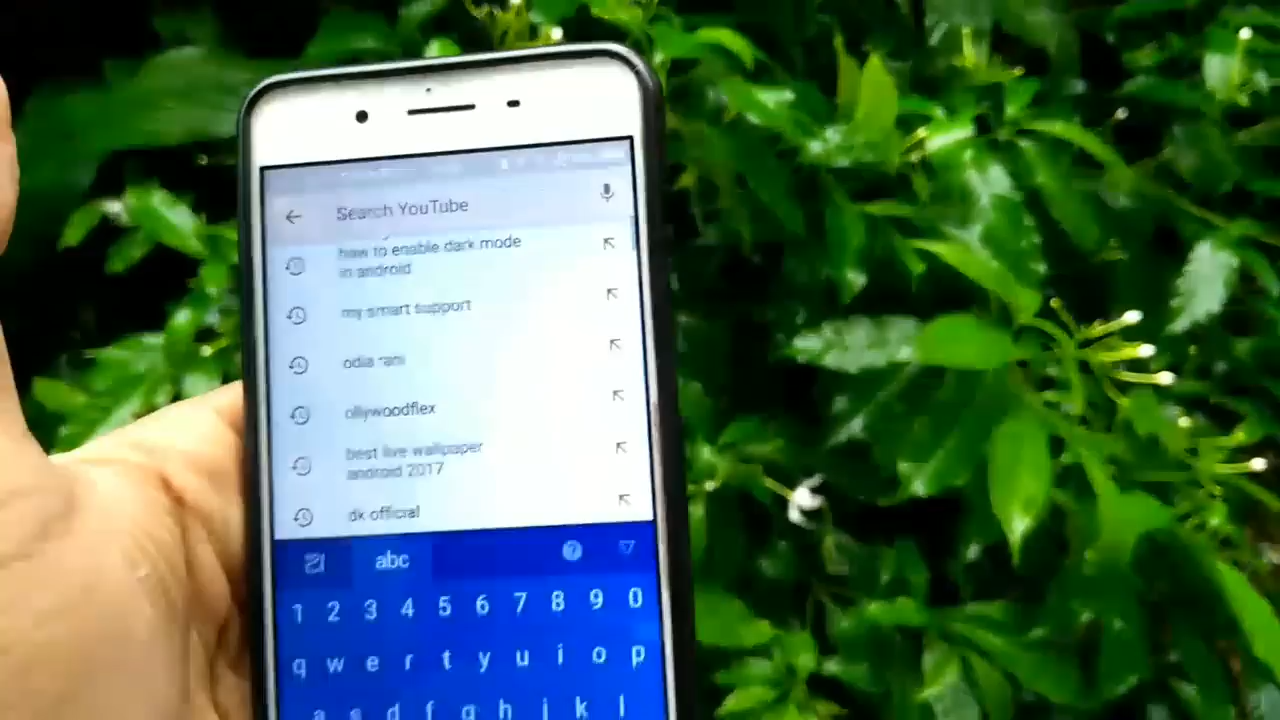 Search YouTube
how to enable dark mode
in android
my smart support
odia rani
ollywoodflex
best live wallpaper
android 2017
dk official
abc
1 2 3 4 5 6 7 8 9 0
q w e r t y u i o p
a s d f g h j k l